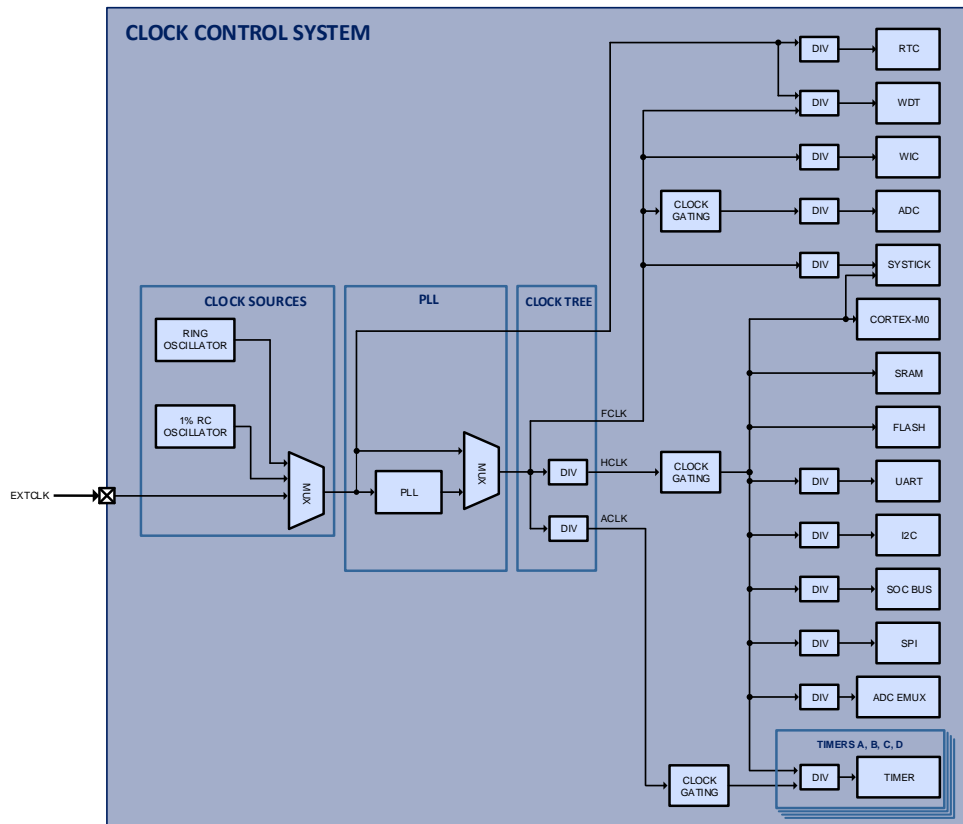 CLOCK CONTROL SYSTEM
DIV
RTC
DIV
WDT
DIV
WIC
CLOCK
GATING
DIV
ADC
DIV
SYSTICK
CORTEX-M0
CLOCK SOURCES
PLL
CLOCK TREE
RING
OSCILLATOR
1% RC
OSCILLATOR
EXTCLK
MUX
PLL
MUX
FCLK
DIV
HCLK
DIV
ACLK
CLOCK
GATING
SRAM
FLASH
DIV
UART
DIV
I2C
DIV
SOC BUS
DIV
SPI
DIV
ADC EMUX
TIMERS A, B, C, D
CLOCK
GATING
DIV
TIMER